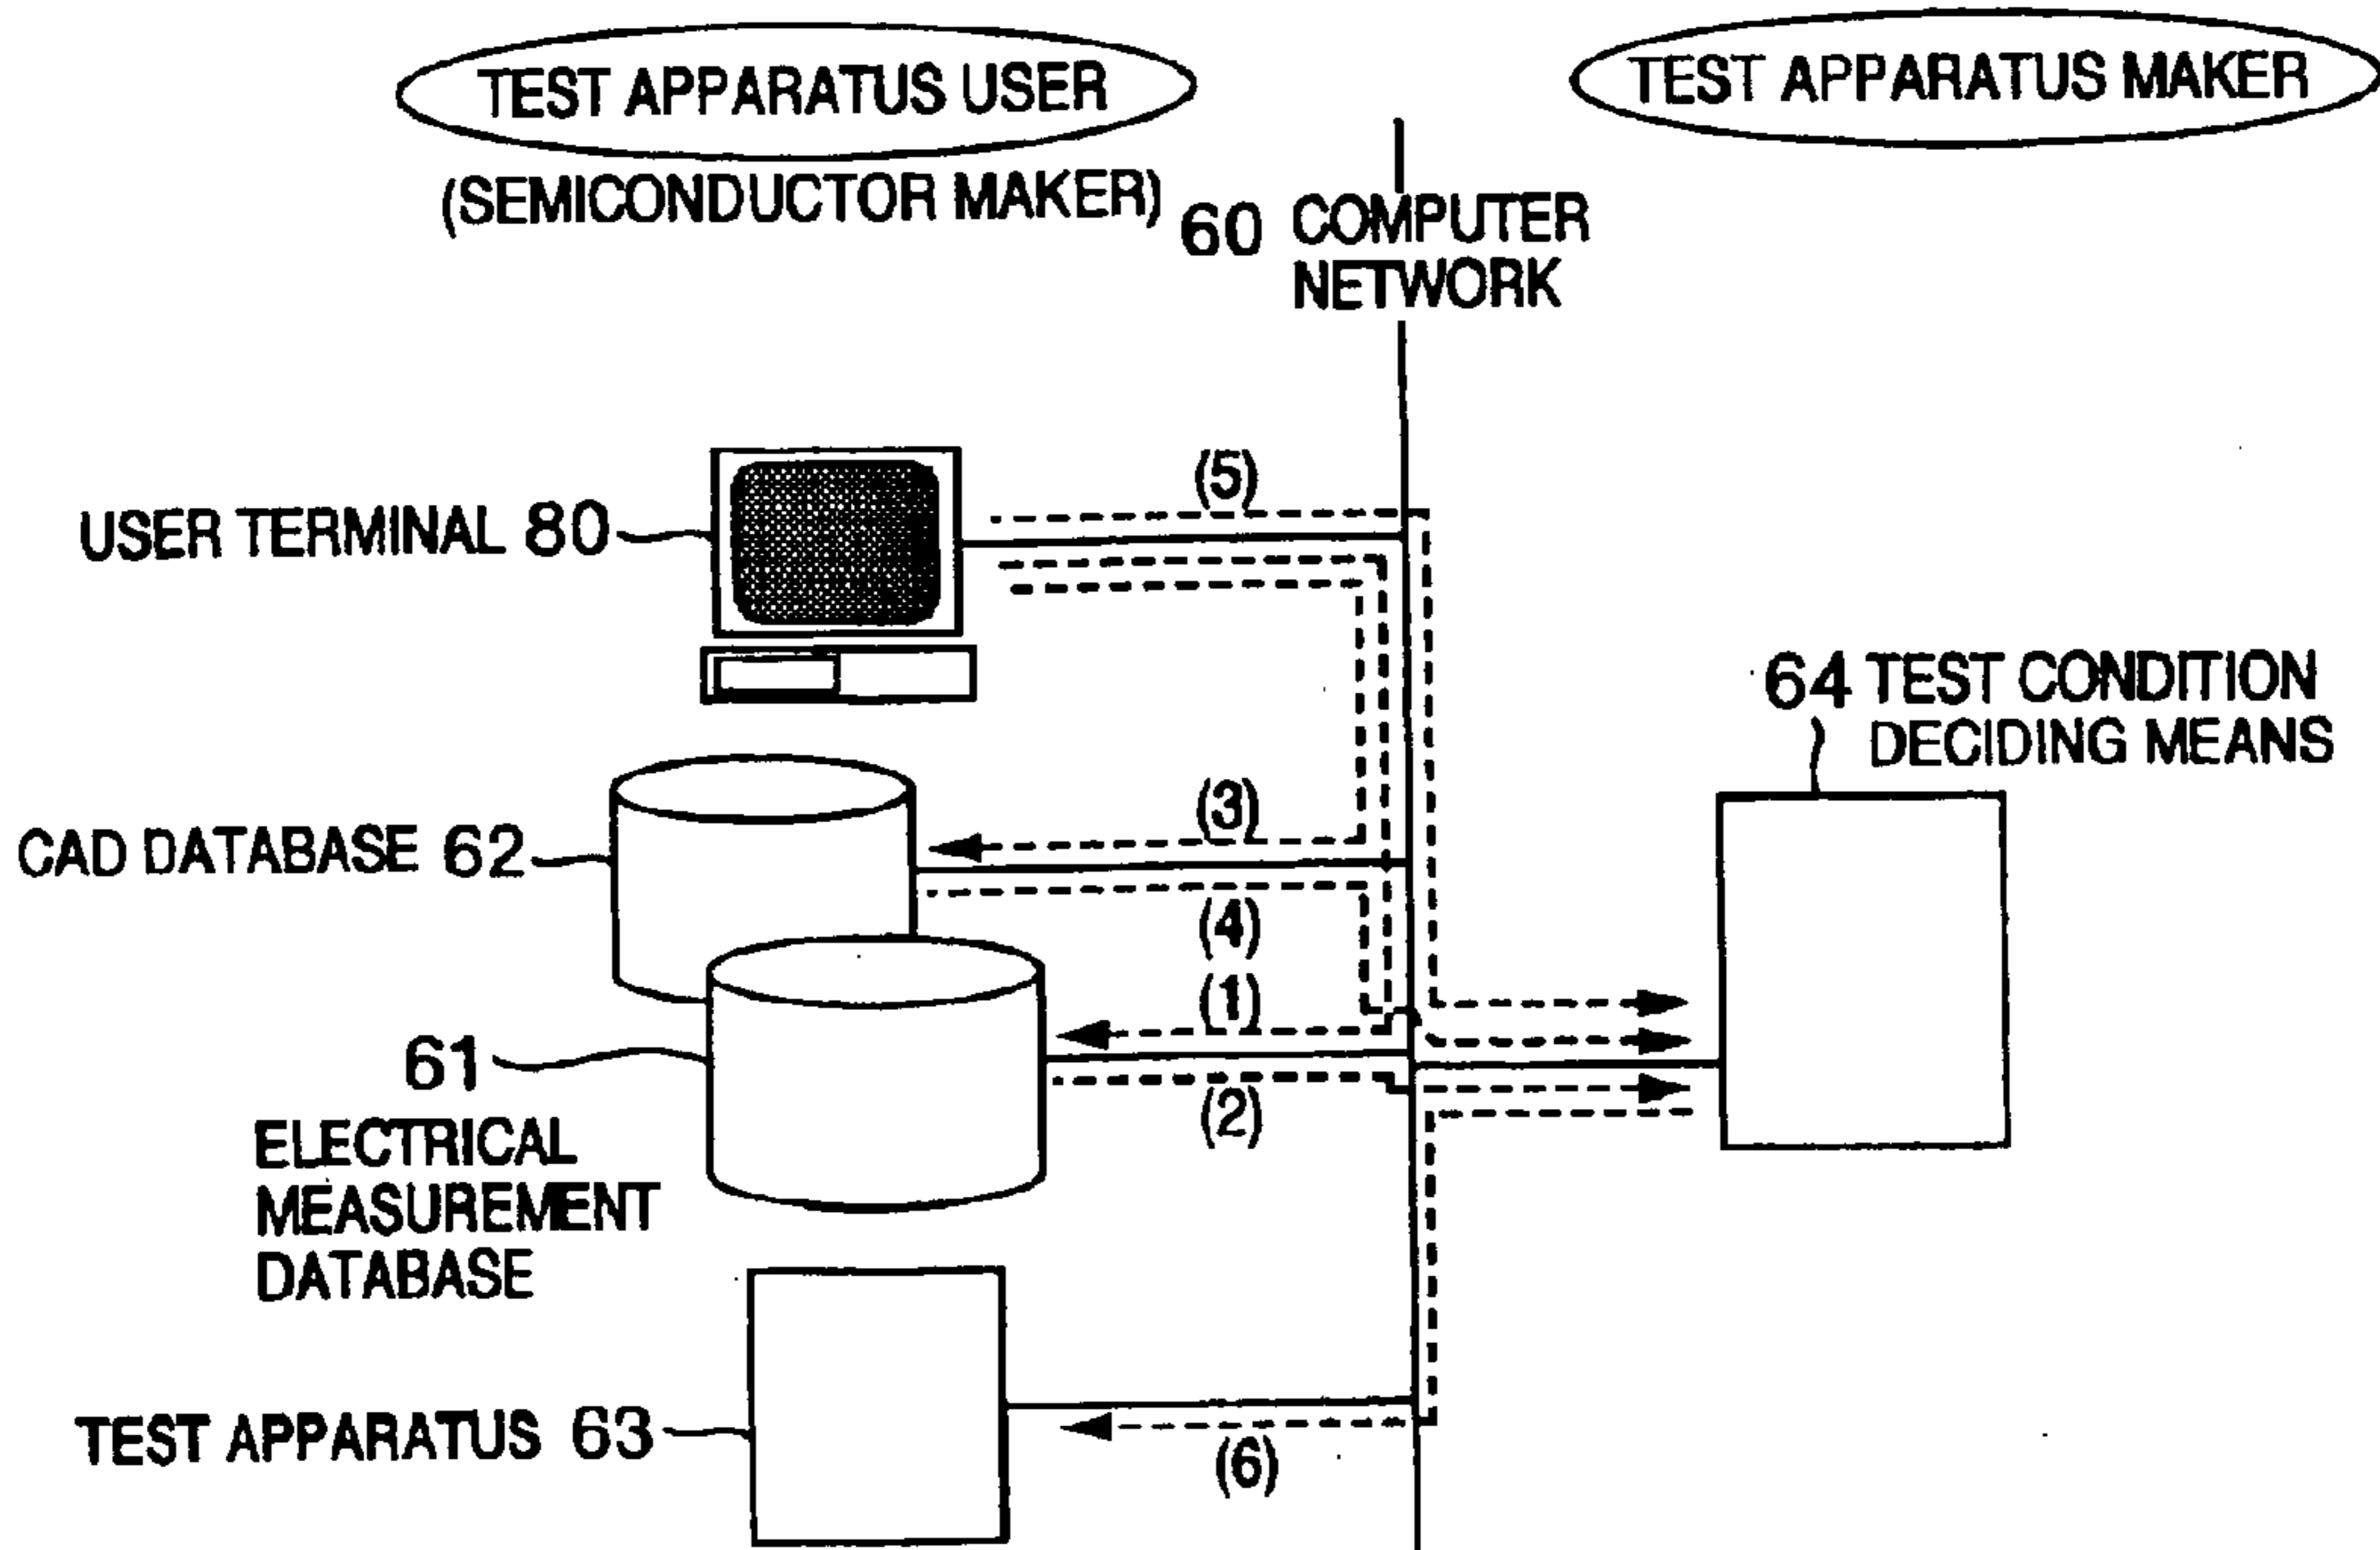 TEST APPARATUS USER
(SEMICONDUCTOR MAKER)
TEST APPARATUS MAKER
60 COMPUTER
NETWORK
(5)
USER TERMINAL 80
64 TEST CONDITION
DECIDING MEANS
(3)
CAD DATABASE 62
(4)
(1)
61
ELECTRICAL
MEASUREMENT
DATABASE
(2)
TEST APPARATUS 63
(6)